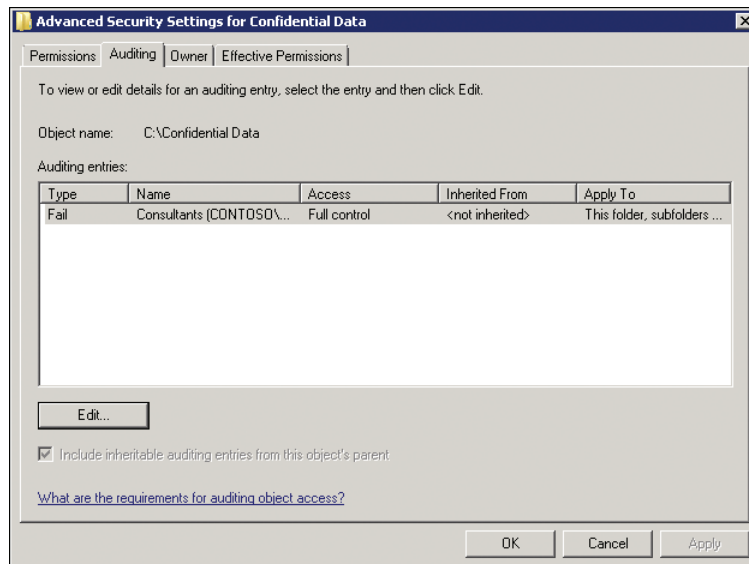 Advanced Security Settings for Confidential Data
Permissions Auditing Owner Effective Permissions
To view or edit details for an auditing entry, select the entry and then click Edit.
Object name: C:\Confidential Data
Auditing entries:
Type Name Access Inherited From Apply To
Fail Consultants (CONTOSO\... Full control <not inherited> This folder, subfolders ...
Edit...
Include inheritable auditing entries from this object's parent
What are the requirements for auditing object access?
OK Cancel Apply